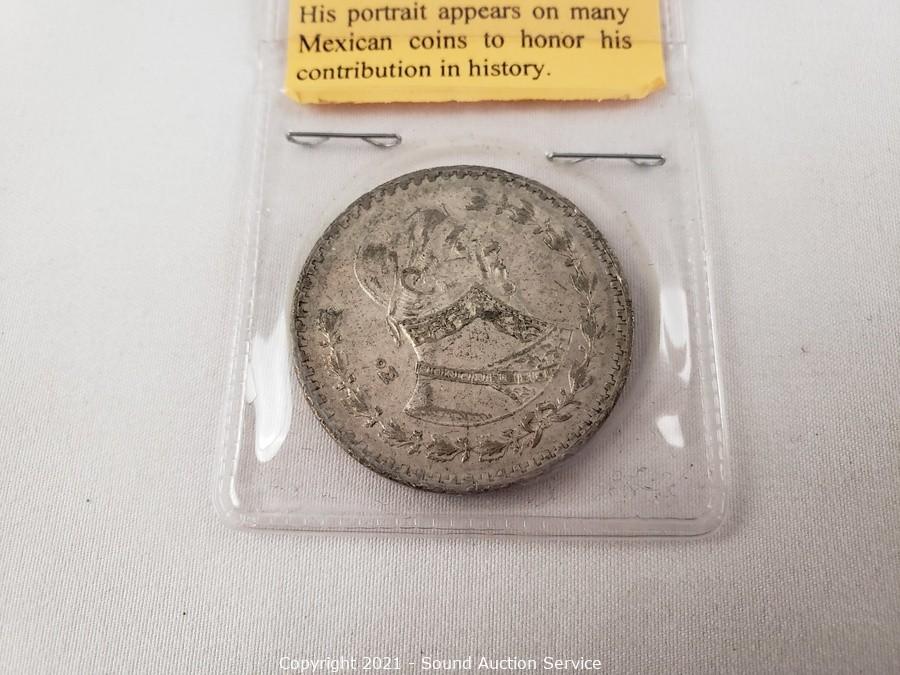 His portrait appears on many
Mexican coins to honor his
contribution in history.
Copyright 2021 - Sound Auction Service